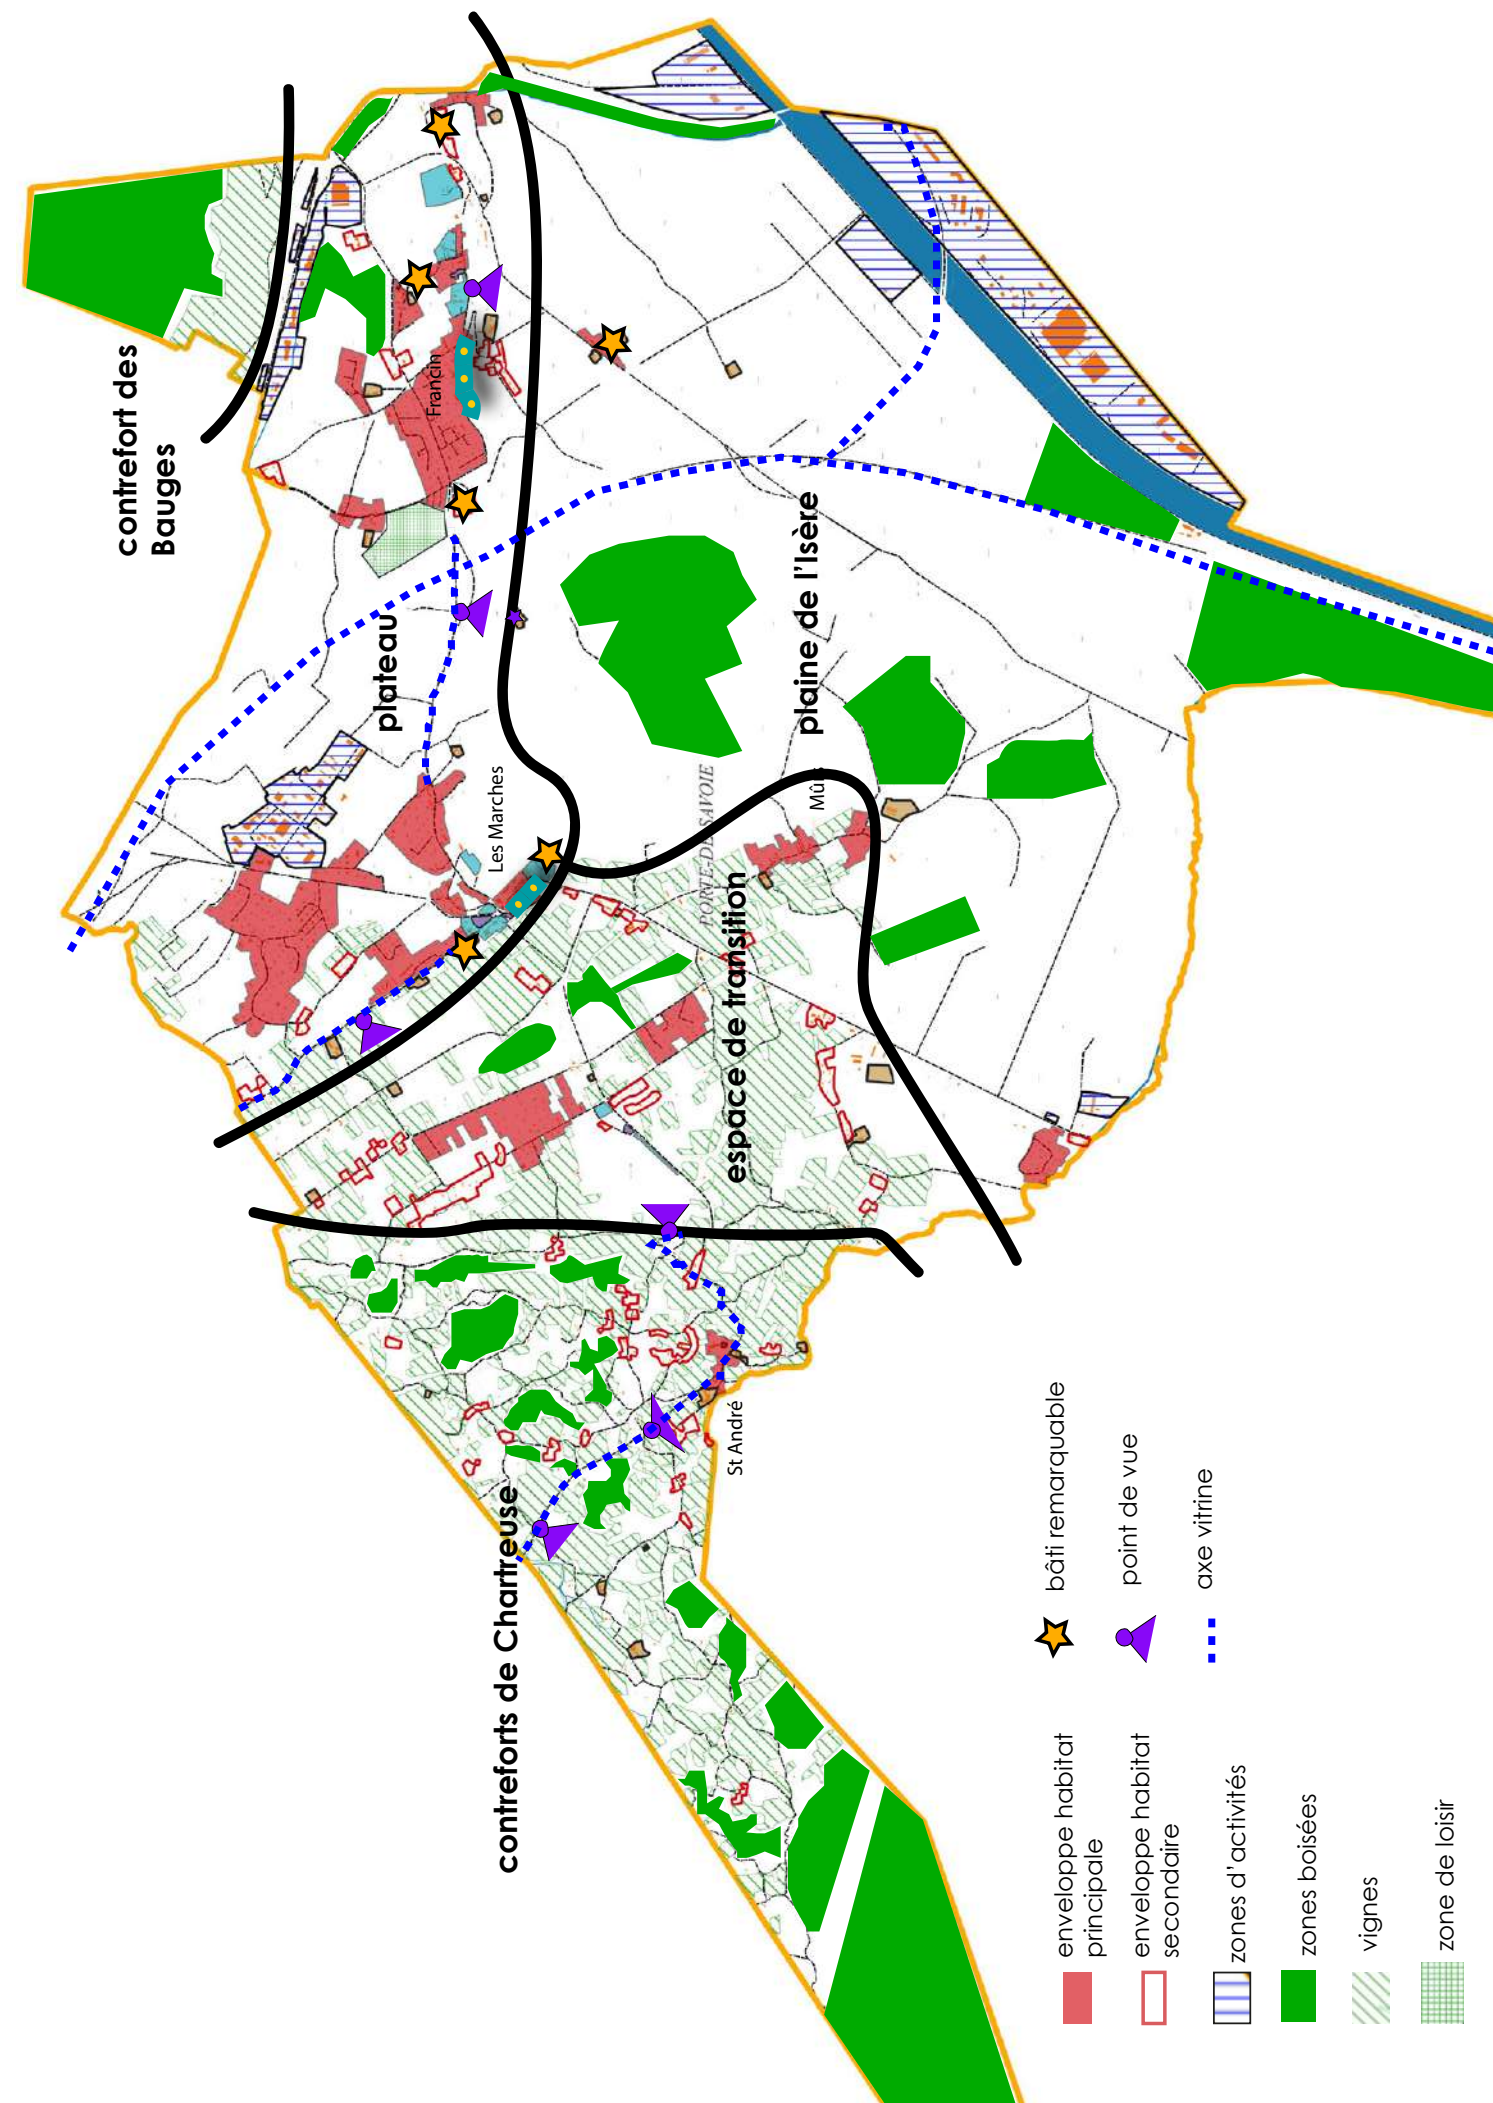 contrefort des
Bauges
plateau
Francin
Les Marches
plaine de l'Isère
PORTE-DE-SAVOIE
espace de transition
St André
contreforts de Chartreuse
enveloppe habitat
principale
enveloppe habitat
secondaire
zones d'activités
zones boisées
vignes
zone de loisir
bâti remarquable
point de vue
axe vitrine